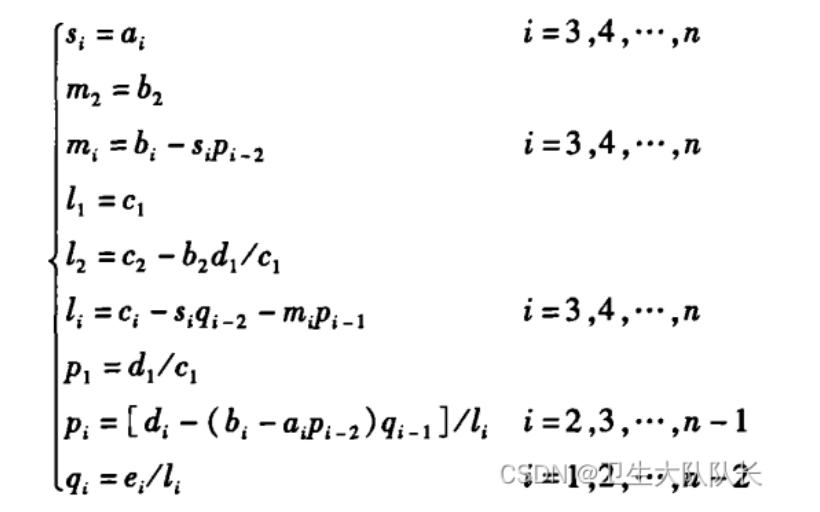 s_i = a_i i=3,4,⋯,n
m_2 = b_2
m_i = b_i - s_i p_{i-2} i=3,4,⋯,n
l_1 = c_1
l_2 = c_2 - b_2 d_1/c_1
l_i = c_i - s_i q_{i-2} - m_i p_{i-1} i=3,4,⋯,n
p_1 = d_1/c_1
p_i = [d_i - (b_i - a_i p_{i-2})q_{i-1}]/l_i i=2,3,⋯,n-1
q_i = e_i/l_i i=1,2,⋯,n-2
CSDN @卫生大队队长